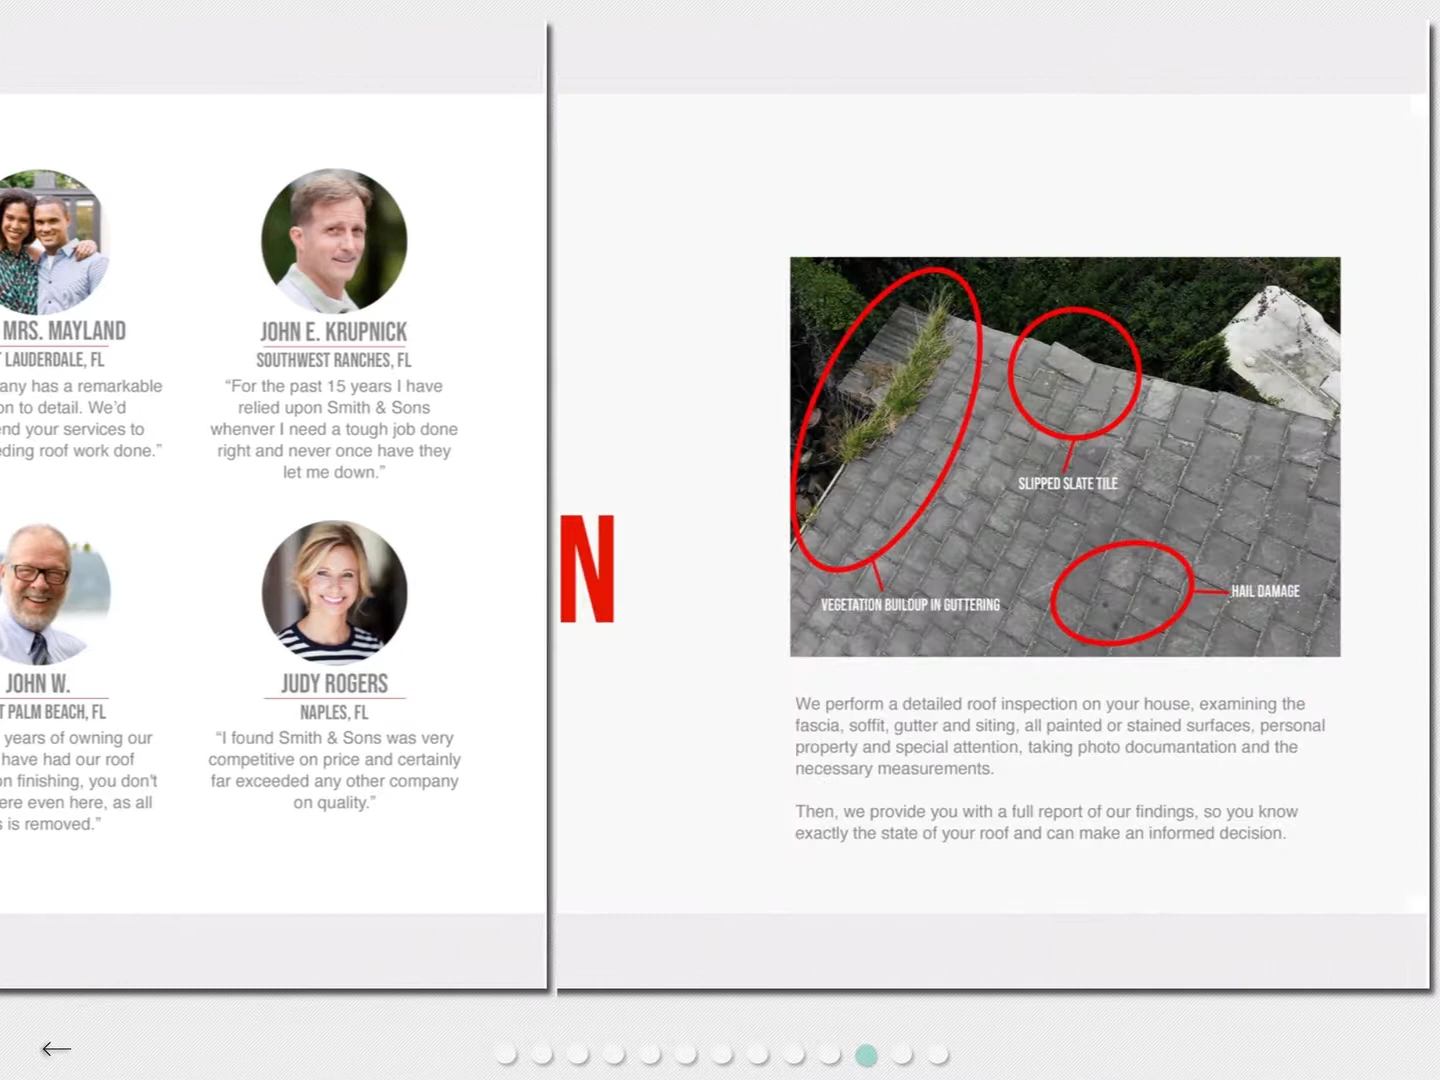 MRS. MAYLAND
LAUDERDALE, FL
any has a remarkable
on to detail. We'd
end your services to
eding roof work done.”
JOHN E. KRUPNICK
SOUTHWEST RANCHES, FL
“For the past 15 years I have
relied upon Smith & Sons
whenver I need a tough job done
right and never once have they
let me down.”
JOHN W.
PALM BEACH, FL
years of owning our
have had our roof
on finishing, you don't
ere even here, as all
s is removed.”
JUDY ROGERS
NAPLES, FL
“I found Smith & Sons was very
competitive on price and certainly
far exceeded any other company
on quality.”
N
SLIPPED SLATE TILE
HAIL DAMAGE
VEGETATION BUILDUP IN GUTTERING
We perform a detailed roof inspection on your house, examining the
fascia, soffit, gutter and siting, all painted or stained surfaces, personal
property and special attention, taking photo documantation and the
necessary measurements.
Then, we provide you with a full report of our findings, so you know
exactly the state of your roof and can make an informed decision.